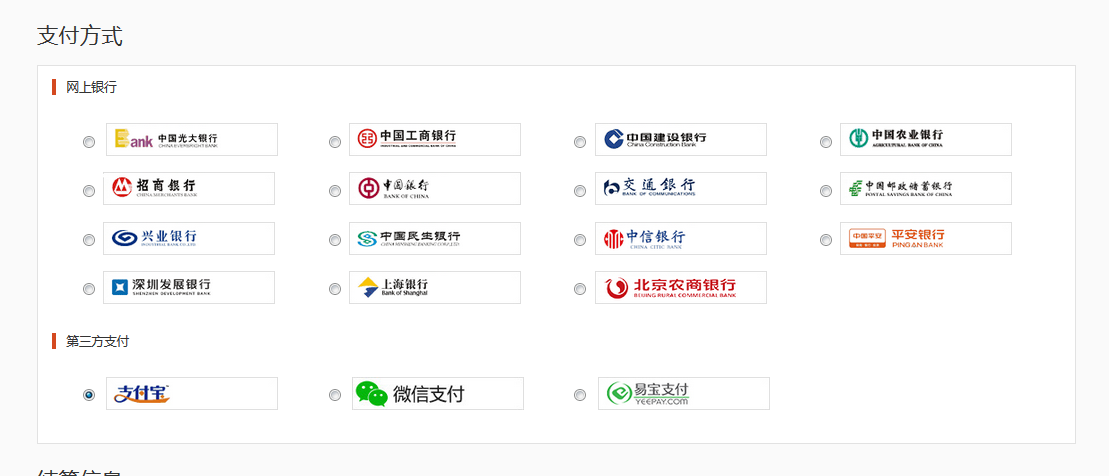 支付方式
网上银行
Bank 中国光大银行
CHINA EVERBRIGHT BANK
中国工商银行
INDUSTRIAL AND COMMERCIAL BANK OF CHINA
中国建设银行
China Construction Bank
中国农业银行
AGRICULTURAL BANK OF CHINA
招商银行
CHINA MERCHANTS BANK
中国银行
BANK OF CHINA
交通银行
BANK OF COMMUNICATIONS
中国邮政储蓄银行
POSTAL SAVINGS BANK OF CHINA
兴业银行
INDUSTRIAL BANK CO.,LTD.
中国民生银行
CHINA MINSHENG BANKING CORP.,LTD.
中信银行
CHINA CITIC BANK
中国平安
平安银行
PINGAN BANK
深圳发展银行
SHENZHEN DEVELOPMENT BANK
上海银行
Bank of Shanghai
北京农商银行
BEIJING RURAL COMMERCIAL BANK
第三方支付
支付宝
微信支付
易宝支付
YEEPAY.COM
结算信息